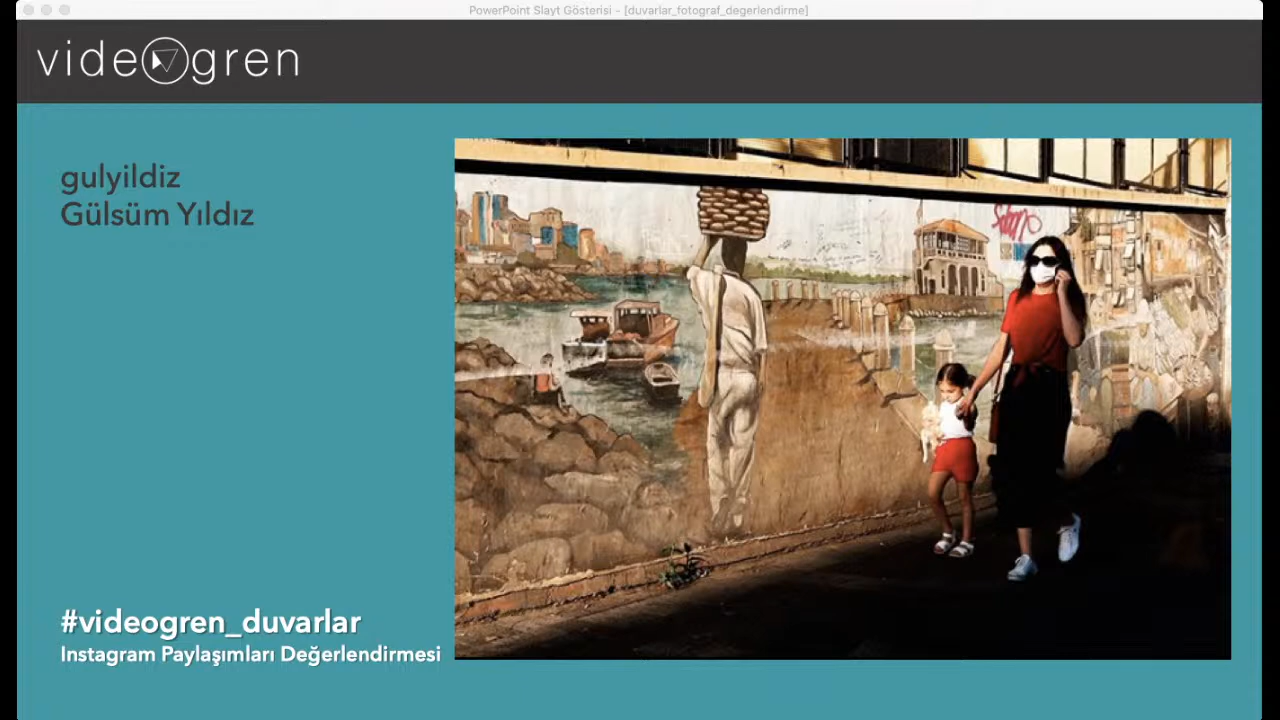 PowerPoint Slayt Gösterisi - [duvarlar_fotograf_degerlendirme]
videogren
gulyildiz
Gülsüm Yıldız
#videogren_duvarlar
Instagram Paylaşımları Değerlendirmesi